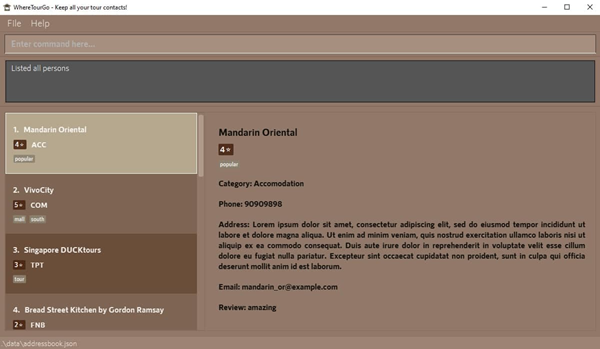 WhereTourGo - Keep all your tour contacts!
File Help
Enter command here...
Listed all persons
1. Mandarin Oriental
4★ ACC
popular
2. VivoCity
5★ COM
mall south
3. Singapore DUCKtours
3★ TPT
tour
4. Bread Street Kitchen by Gordon Ramsay
2★ FNB
Mandarin Oriental
4★
popular
Category: Accomodation
Phone: 90909898
Address: Lorem ipsum dolor sit amet, consectetur adipiscing elit, sed do eiusmod tempor incididunt ut
labore et dolore magna aliqua. Ut enim ad minim veniam, quis nostrud exercitation ullamco laboris nisi ut
aliquip ex ea commodo consequat. Duis aute irure dolor in reprehenderit in voluptate velit esse cillum
dolore eu fugiat nulla pariatur. Excepteur sint occaecat cupidatat non proident, sunt in culpa qui officia
deserunt mollit anim id est laborum.
Email: mandarin_or@example.com
Review: amazing
.\data\addressbook.json